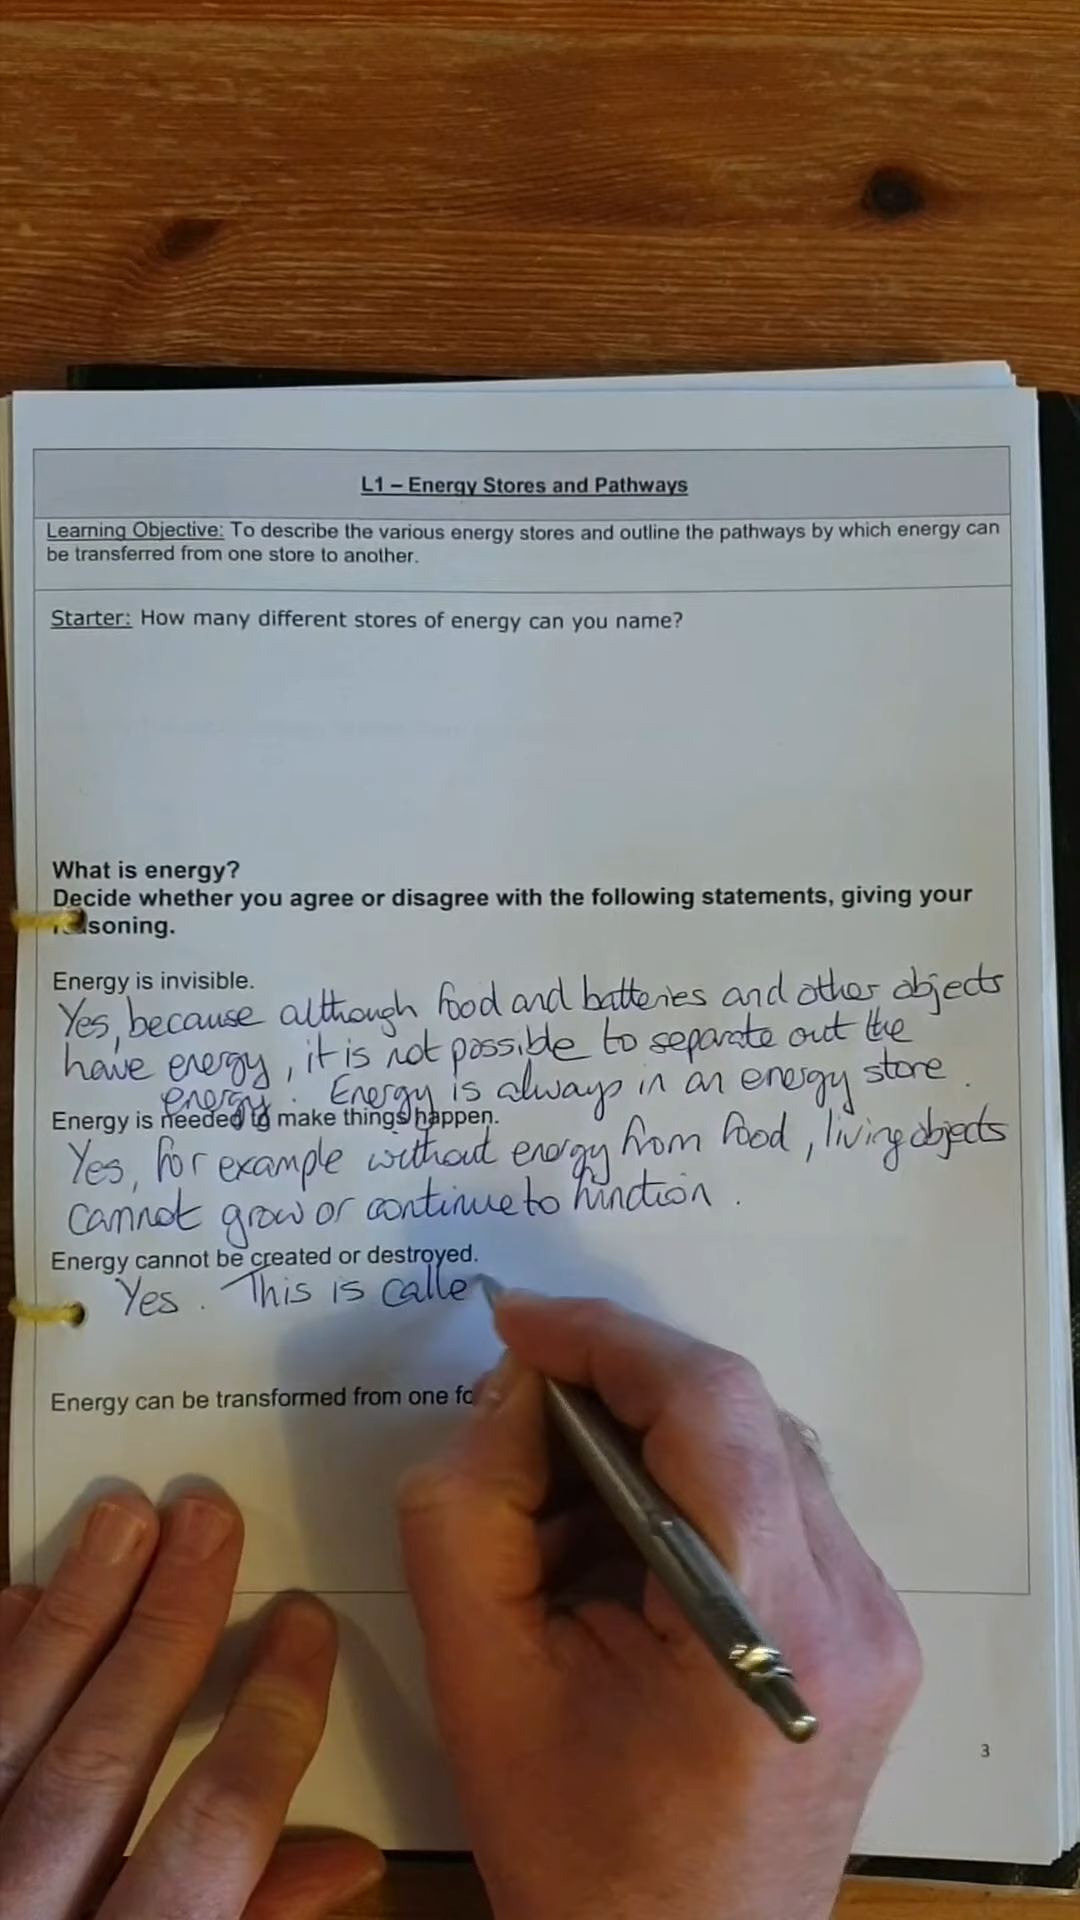 L1 – Energy Stores and Pathways
Learning Objective: To describe the various energy stores and outline the pathways by which energy can
be transferred from one store to another.
Starter: How many different stores of energy can you name?
What is energy?
Decide whether you agree or disagree with the following statements, giving your
reasoning.
Energy is invisible.
Yes, because although food and batteries and other objects
have energy, it is not possible to separate out the
energy. Energy is always in an energy store.
Energy is needed to make things happen.
Yes, for example without energy from food, living objects
cannot grow or continue to function.
Energy cannot be created or destroyed.
Yes. This is calle
Energy can be transformed from one fo
3